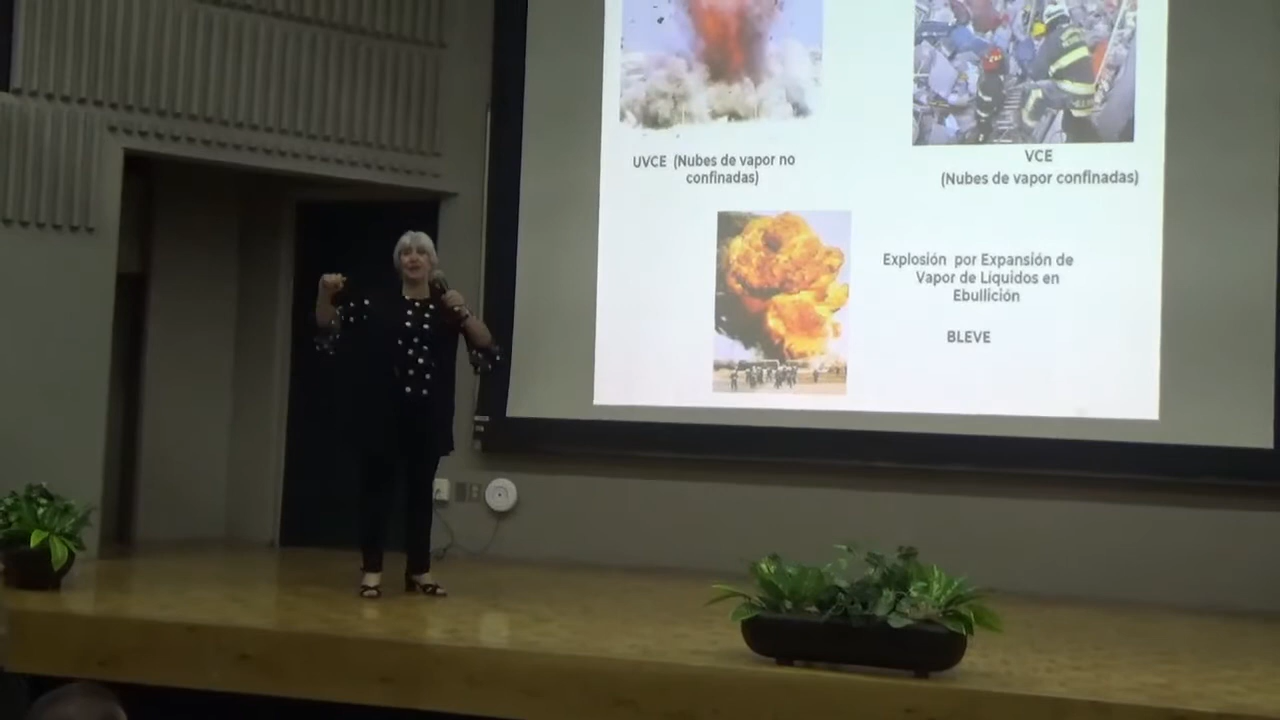 UVCE (Nubes de vapor no
confinadas)
VCE
(Nubes de vapor confinadas)
Explosión por Expansión de
Vapor de Líquidos en
Ebullición
BLEVE